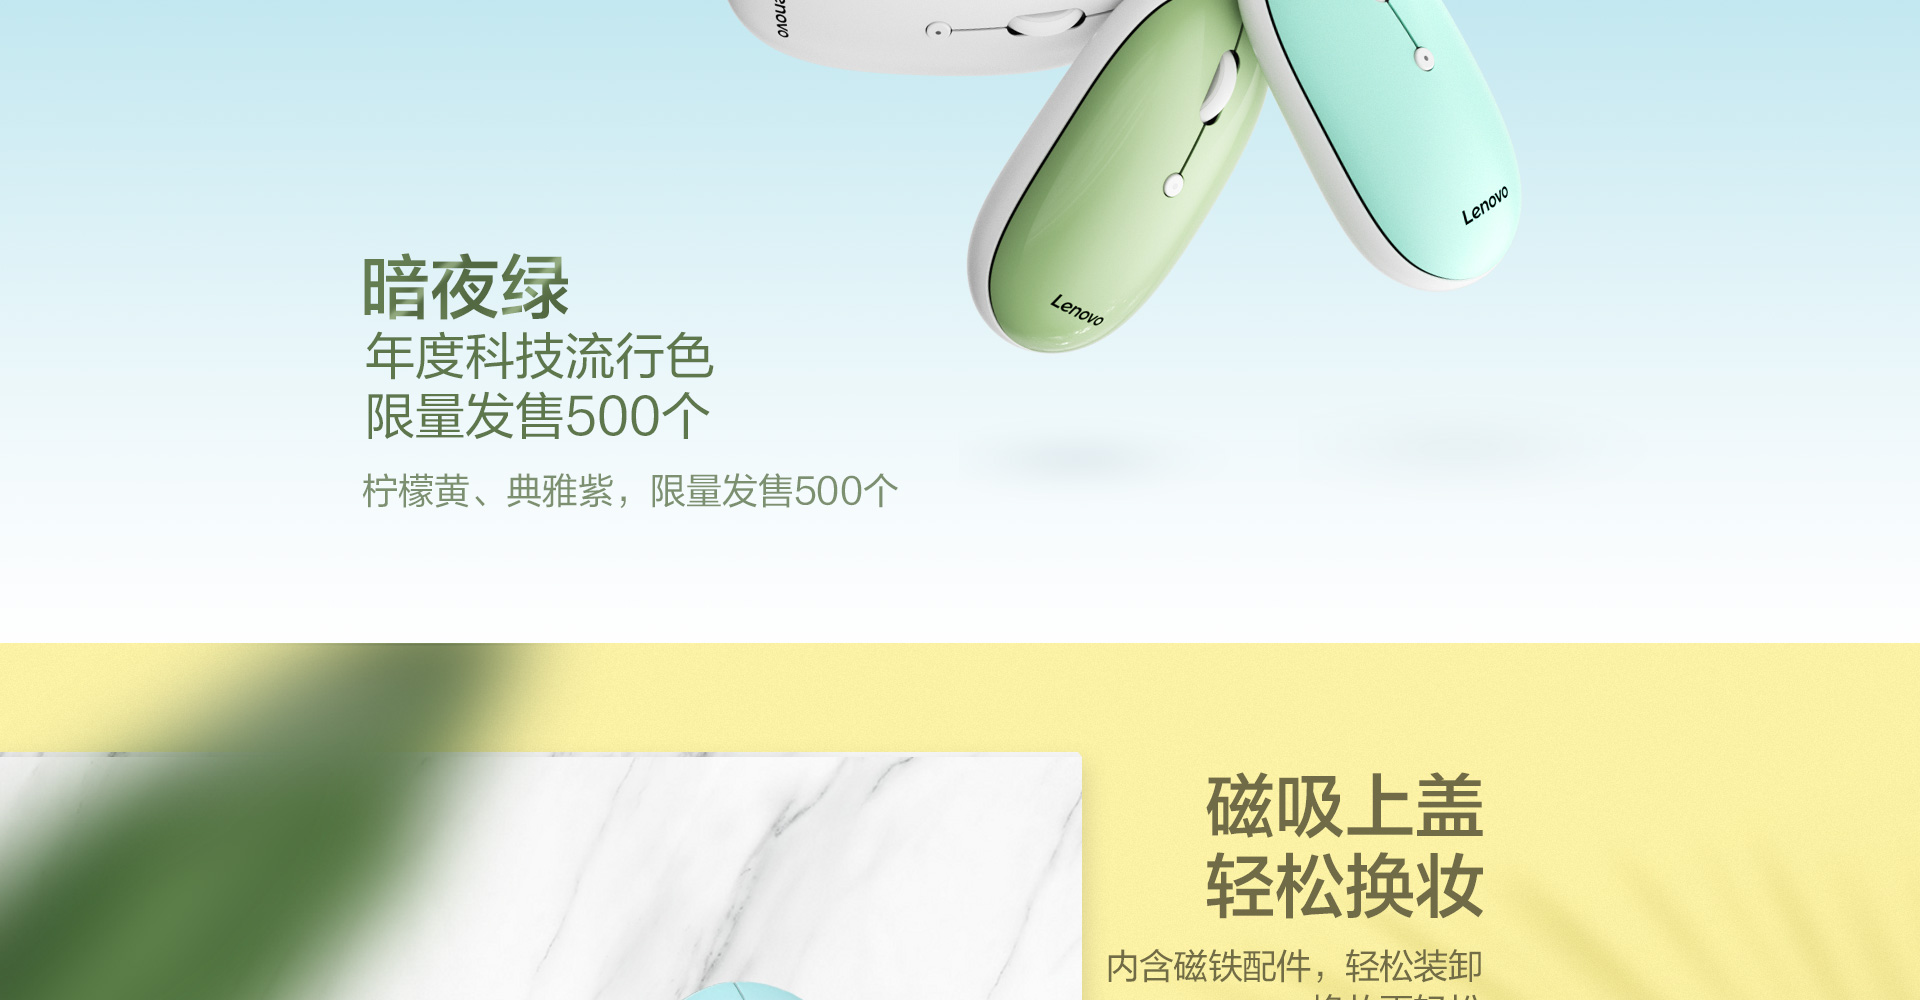 Lenovo
Lenovo
暗夜绿
年度科技流行色
限量发售500个
柠檬黄、典雅紫，限量发售500个
磁吸上盖
轻松换妆
内含磁铁配件，轻松装卸